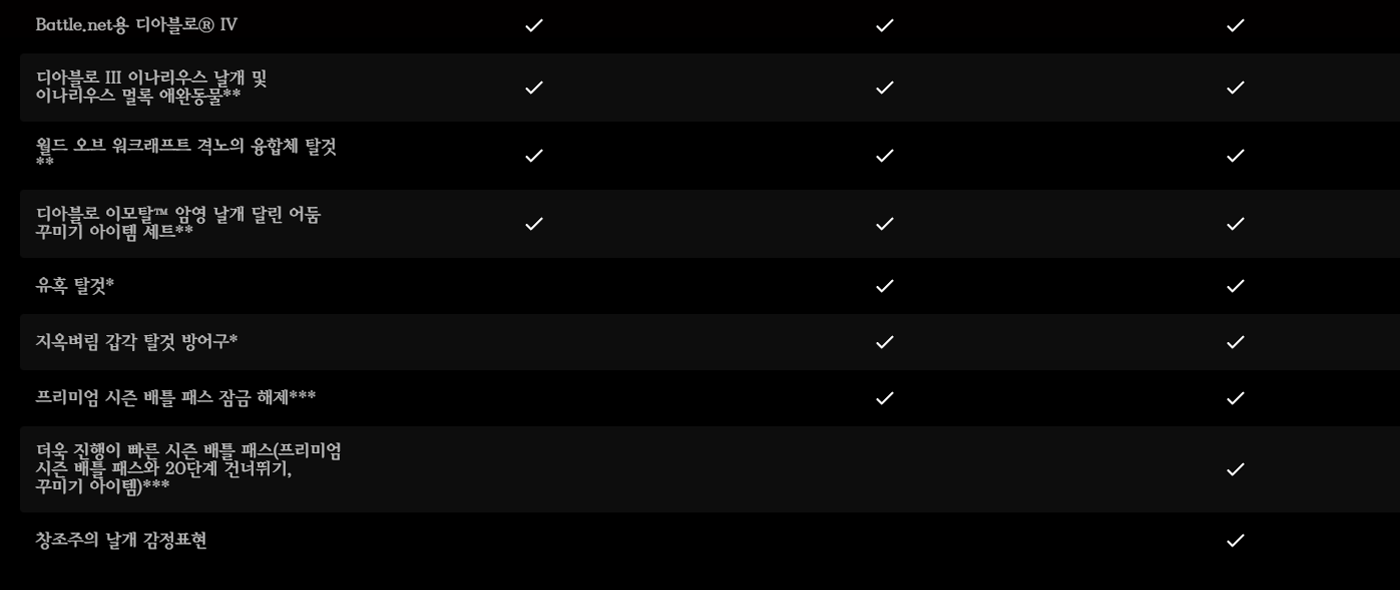 Battle.net용 디아블로® IV
디아블로 III 이나리우스 날개 및
이나리우스 멀록 애완동물**
월드 오브 워크래프트 격노의 융합체 탈것
**
디아블로 이모탈™ 암영 날개 달린 어둠
꾸미기 아이템 세트**
유혹 탈것*
지옥벼림 갑각 탈것 방어구*
프리미엄 시즌 배틀 패스 잠금 해제***
더욱 진행이 빠른 시즌 배틀 패스(프리미엄
시즌 배틀 패스와 20단계 건너뛰기,
꾸미기 아이템)***
창조주의 날개 감정표현